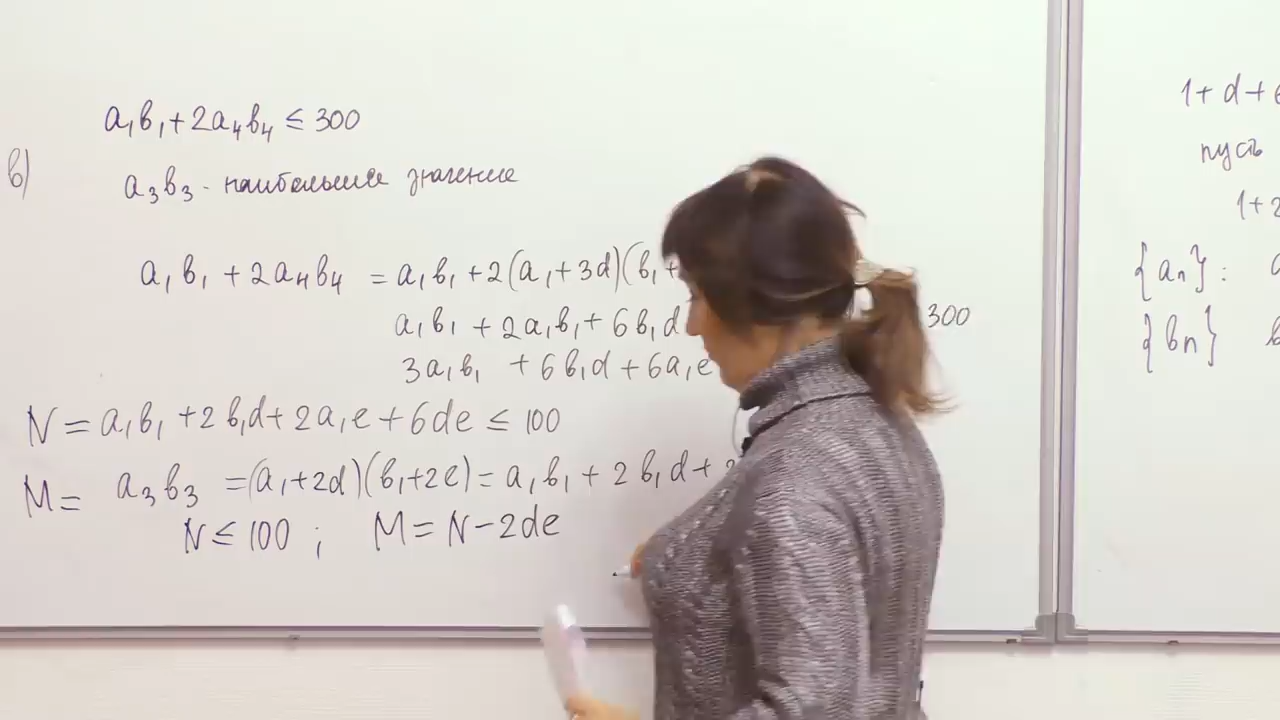 a₁b₁ + 2a₄b₄ ≤ 300
в) a₃b₃ - наибольшее значение
a₁b₁ + 2a₄b₄ = a₁b₁ + 2(a₁ + 3d)(b₁ +
a₁b₁ + 2a₁b₁ + 6b₁d 300
3a₁b₁ + 6b₁d + 6a₁e
N = a₁b₁ + 2b₁d + 2a₁e + 6de ≤ 100
M = a₃b₃ = (a₁ + 2d)(b₁ + 2e) = a₁b₁ + 2b₁d +
N ≤ 100 ; M = N - 2de
1 + d +
пусть
1 + 2
{aₙ} :
{bₙ}